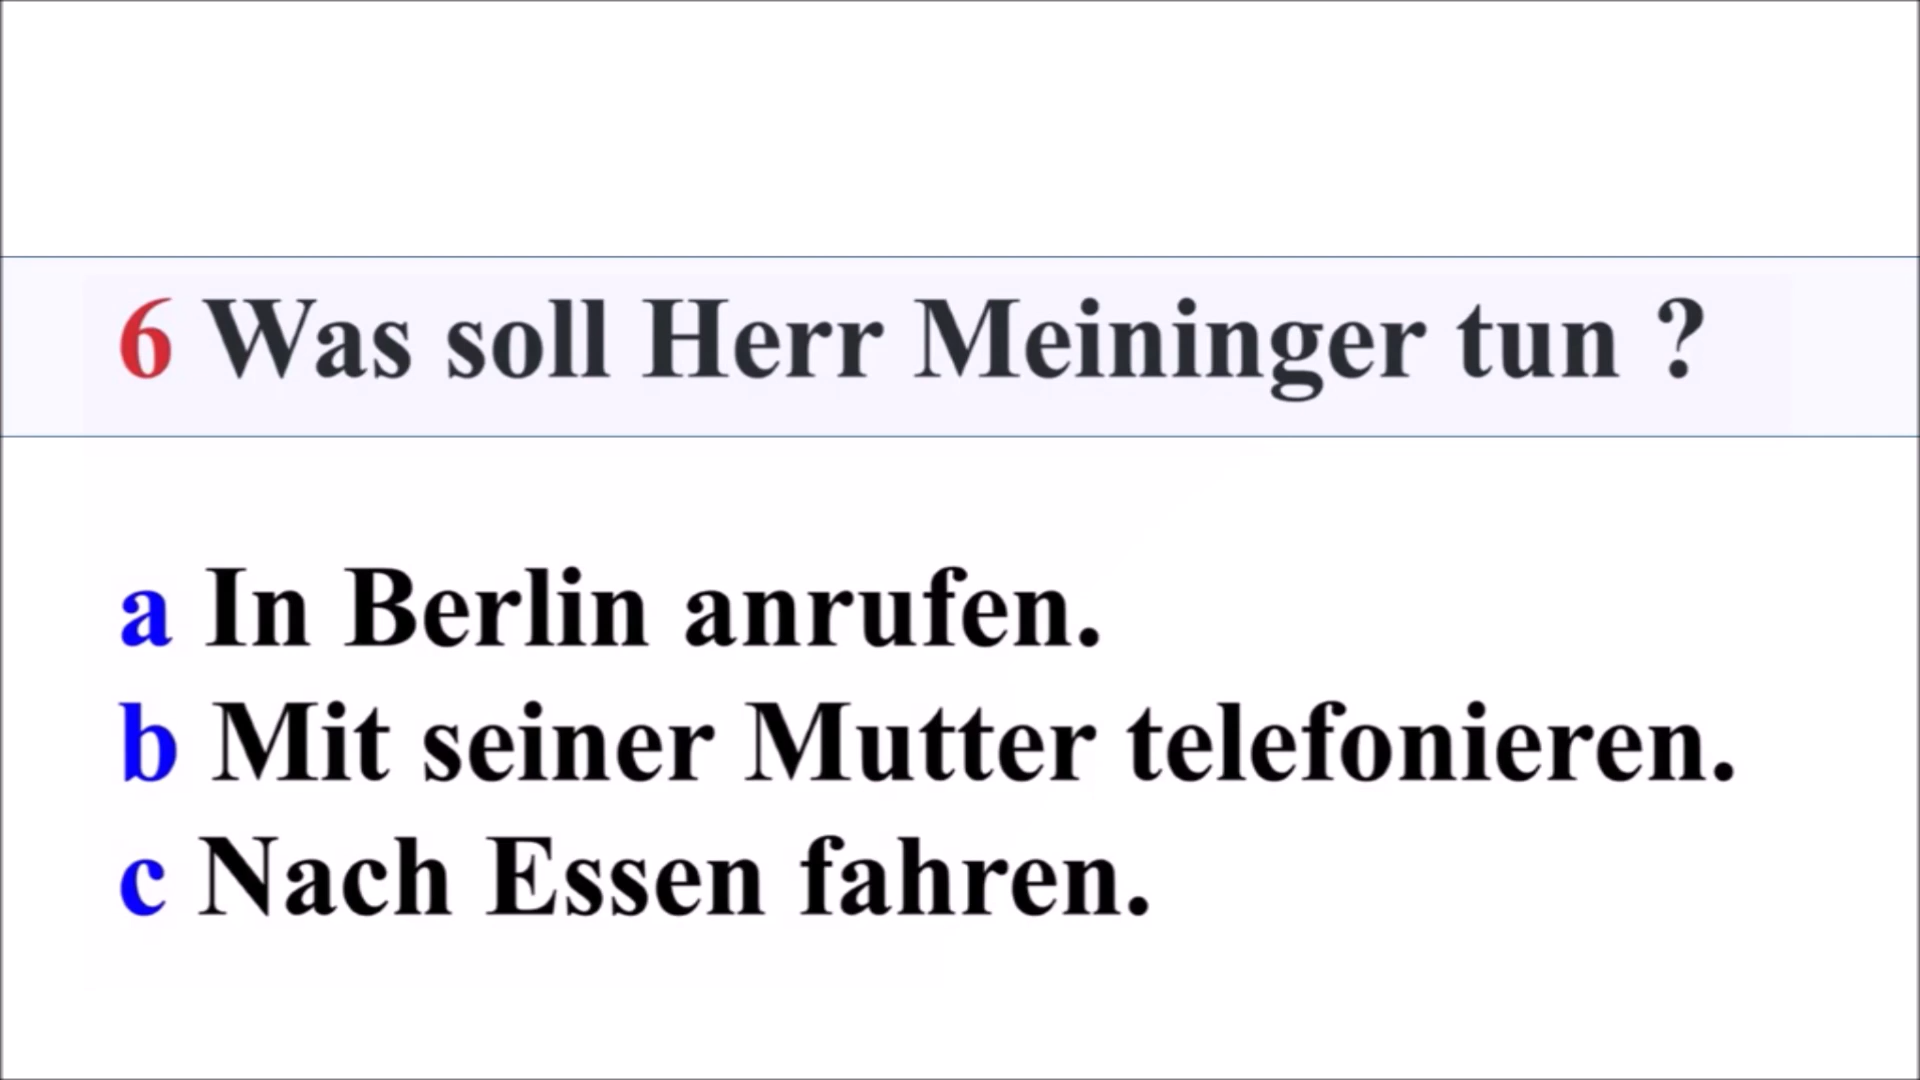 6 Was soll Herr Meininger tun ?
a In Berlin anrufen.
b Mit seiner Mutter telefonieren.
c Nach Essen fahren.